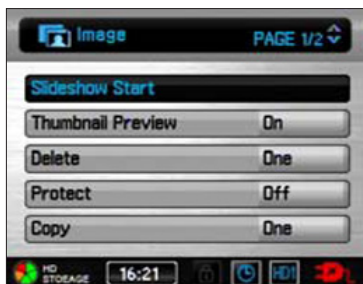 Image PAGE 1/2
Slideshow Start
Thumbnail Preview On
Delete One
Protect Off
Copy One
HD
STOEAGE 16:21 HD1